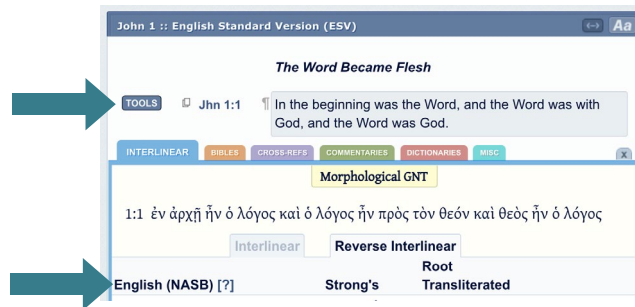 John 1 :: English Standard Version (ESV)
Aa
The Word Became Flesh
TOOLS Jhn 1:1 ¶ In the beginning was the Word, and the Word was with
God, and the Word was God.
INTERLINEAR BIBLES CROSS-REFS COMMENTARIES DICTIONARIES MISC X
Morphological GNT
1:1 ἐν ἀρχῇ ἦν ὁ λόγος καὶ ὁ λόγος ἦν πρὸς τὸν θεόν καὶ θεὸς ἦν ὁ λόγος
Interlinear Reverse Interlinear
English (NASB) [?] Strong's Root
Transliterated